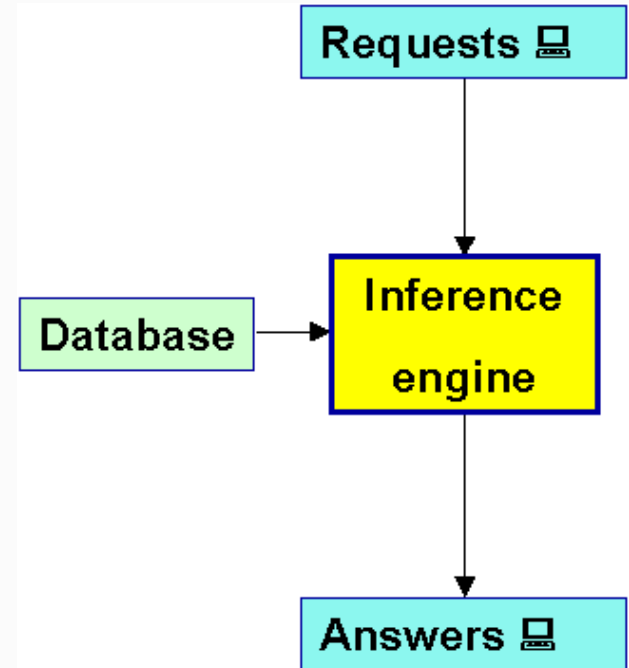 Requests 💻
Database
Inference
engine
Answers 💻